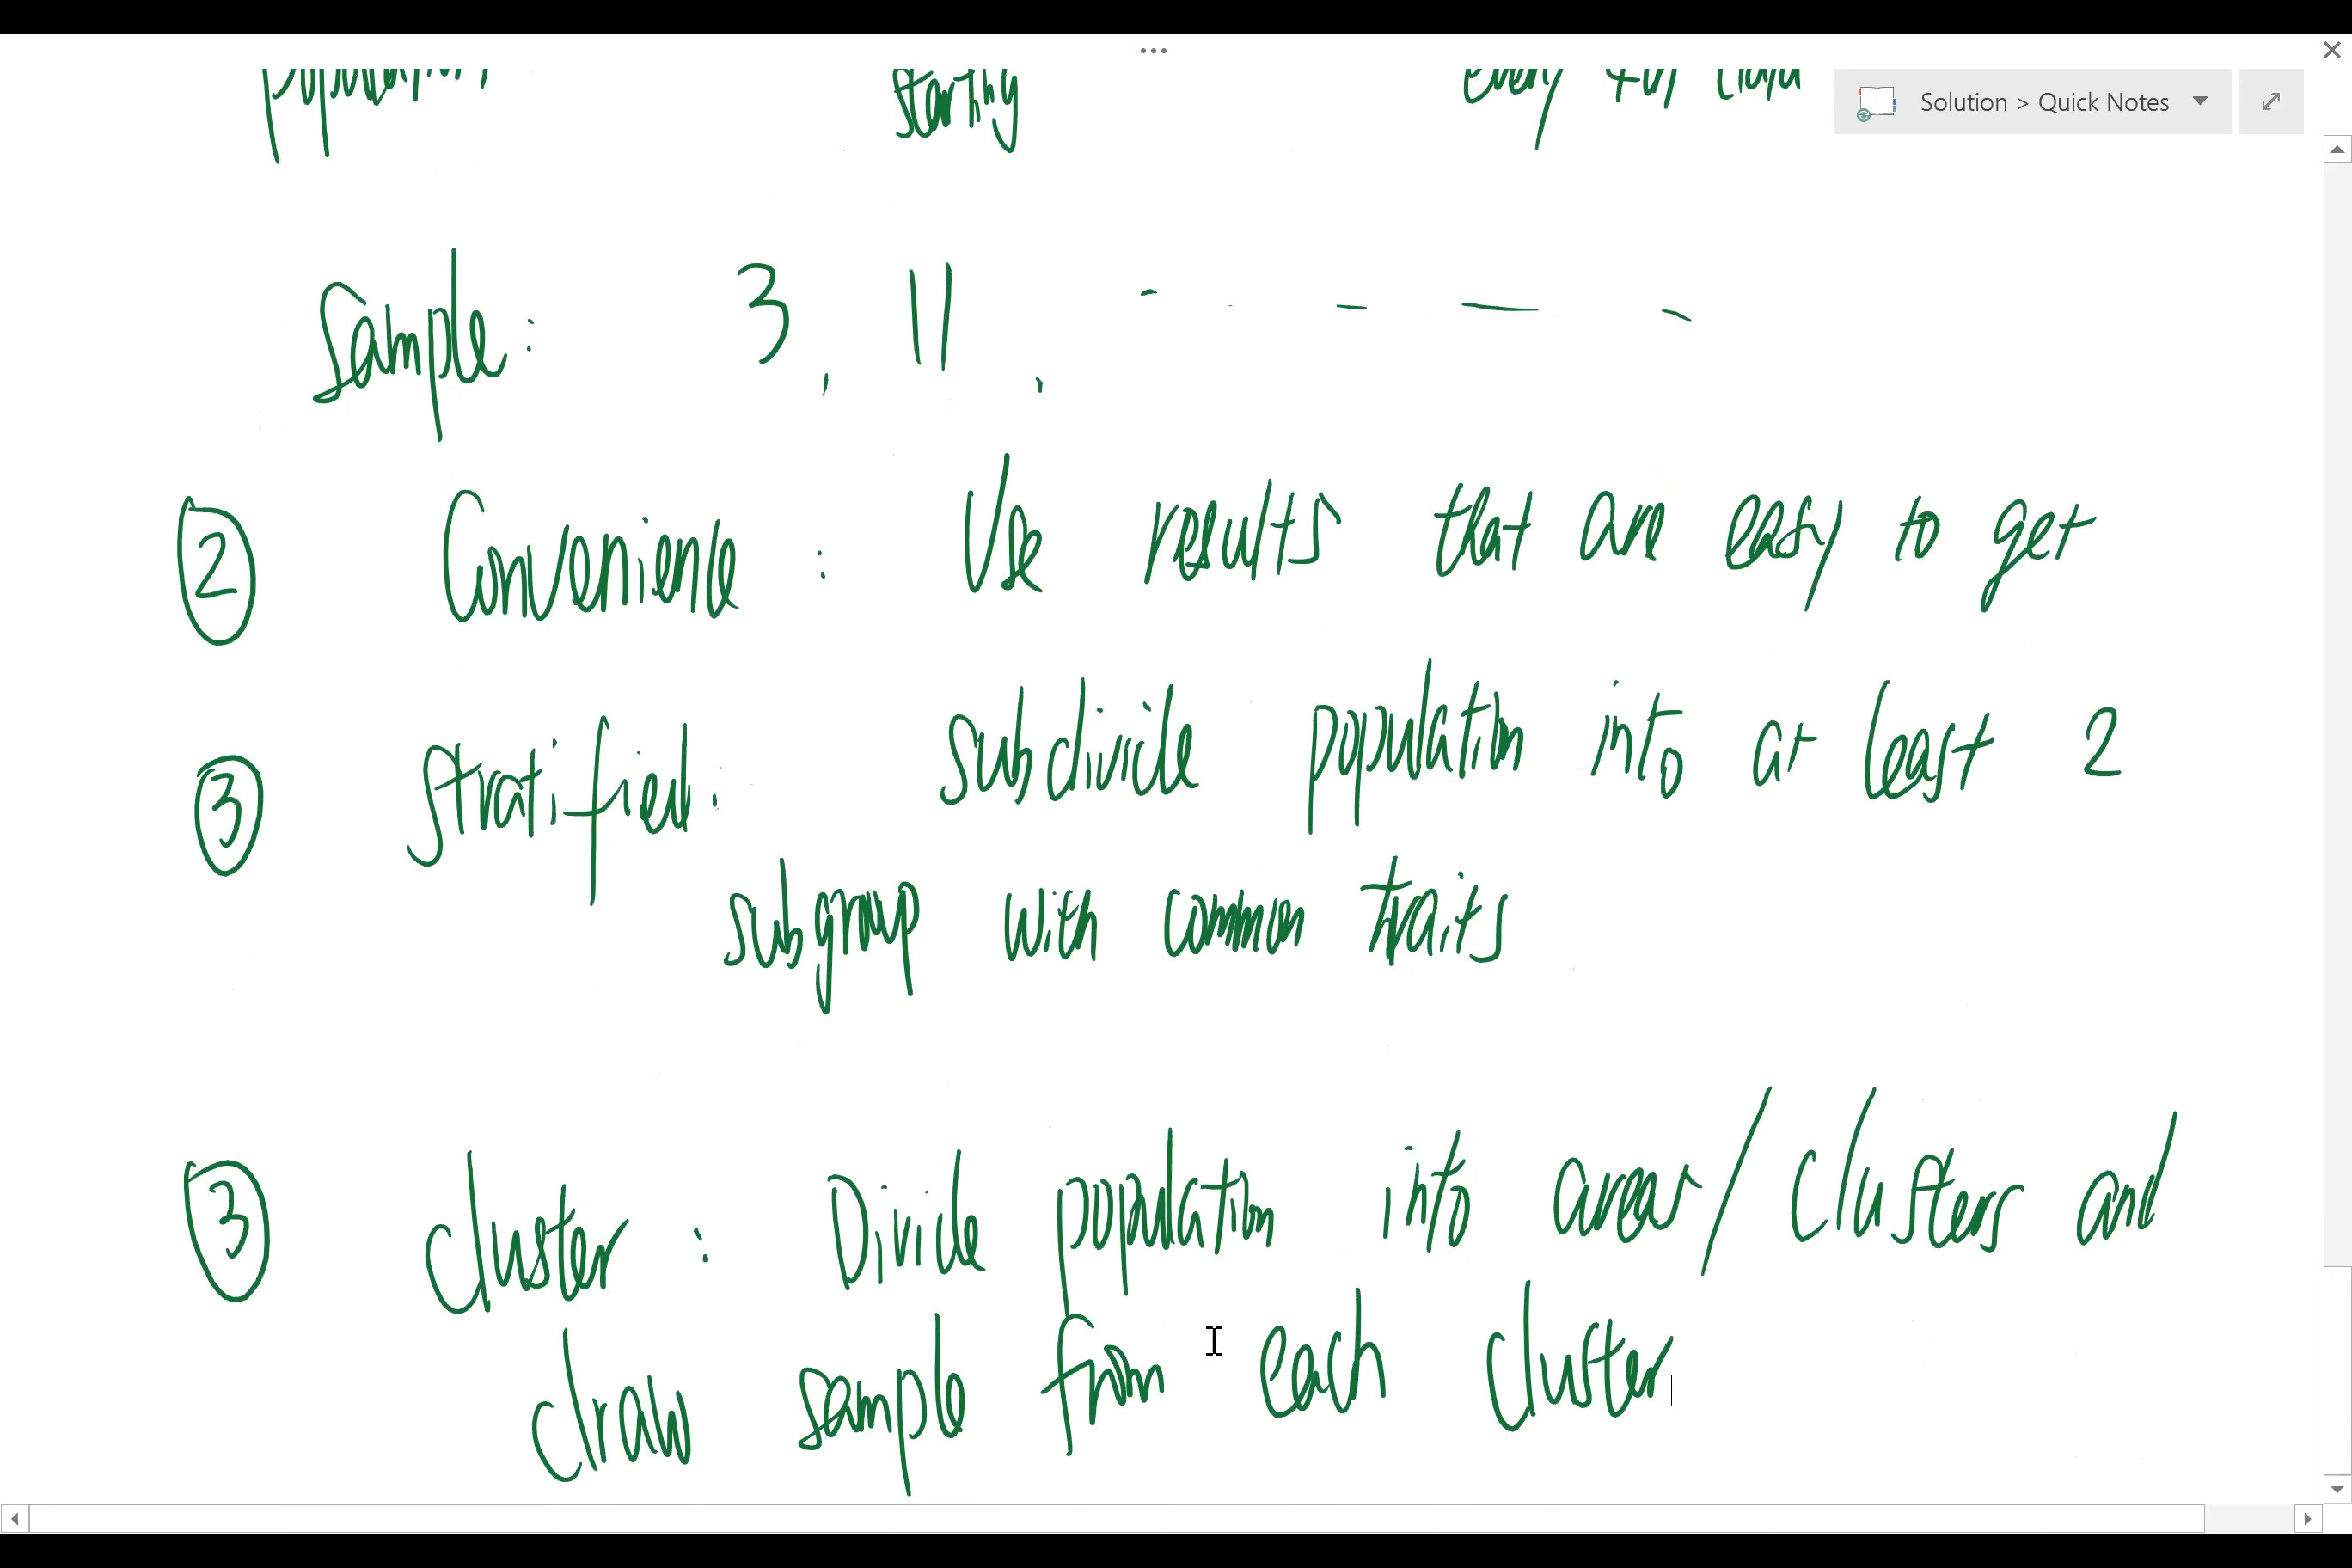 starting
Solution > Quick Notes
Sample: 3, 11, - - - - -
2 Convenience : Use results that are easy to get
3 Stratified: subdivide population into at least 2
subgroup with common traits
3 Cluster : Divide population into areas/clusters and
draw sample from each cluster